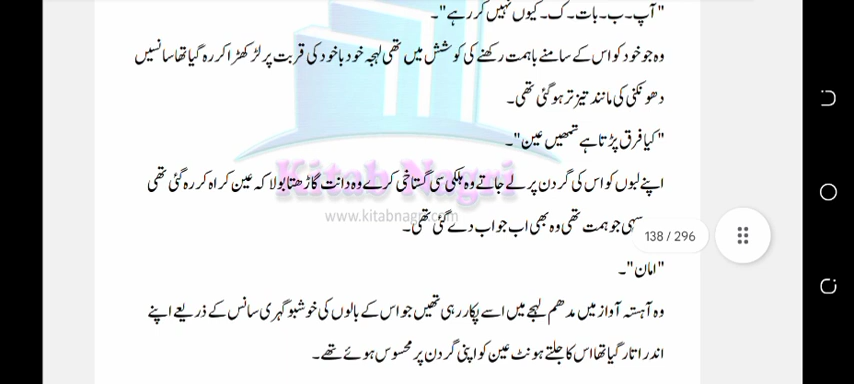 "آپ۔ب۔بات۔ک۔کیوں نہیں کر رہے"۔
وہ جو خود کو اس کے سامنے باہمت رکھنے کی کوشش میں تھی لہجہ خود باخود کی قربت پر لڑکھڑا کر رہ گیا تھا سانسیں
دھونکنی کی مانند تیز تر ہو گئی تھی۔
"کیا فرق پڑتا ہے تمھیں عین"۔
Kitab Nagri
اپنے لبوں کو اس کی گردن پر لے جاتے وہ ہلکی سی گستاخی کرے وہ دانت گاڑھتا بولا کہ عین کراہ کر رہ گئی تھی
www.kitabnagri.com
سہی جو ہمت تھی وہ بھی اب جواب دے گئی تھی۔
138 / 296
"امان"۔
وہ آہستہ آواز میں مدھم لہجے میں اسے پکار رہی تھیں جو اس کے بالوں کی خوشبو گہری سانس کے ذریعے اپنے
اندر اتار گیا تھا اس کا جلتے ہونٹ عین کو اپنی گردن پر محسوس ہوئے تھے۔